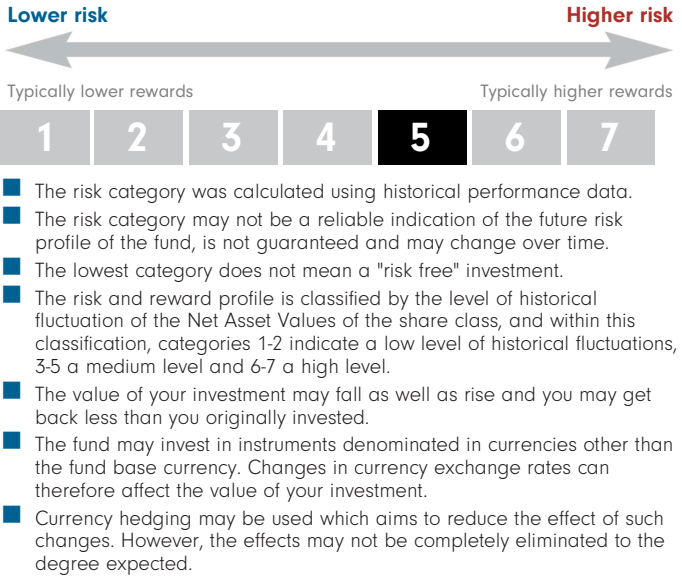 Lower risk Higher risk
Typically lower rewards Typically higher rewards
1 2 3 4 5 6 7
The risk category was calculated using historical performance data.
The risk category may not be a reliable indication of the future risk
profile of the fund, is not guaranteed and may change over time.
The lowest category does not mean a "risk free" investment.
The risk and reward profile is classified by the level of historical
fluctuation of the Net Asset Values of the share class, and within this
classification, categories 1-2 indicate a low level of historical fluctuations,
3-5 a medium level and 6-7 a high level.
The value of your investment may fall as well as rise and you may get
back less than you originally invested.
The fund may invest in instruments denominated in currencies other than
the fund base currency. Changes in currency exchange rates can
therefore affect the value of your investment.
Currency hedging may be used which aims to reduce the effect of such
changes. However, the effects may not be completely eliminated to the
degree expected.